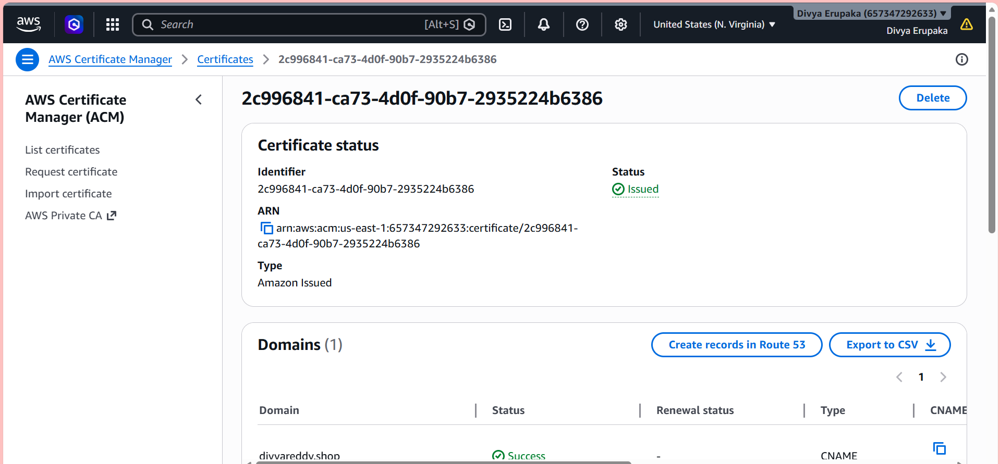 aws
Search
[Alt+S]
United States (N. Virginia)
Divya Erupaka (657347292633)
Divya Erupaka
AWS Certificate Manager
Certificates
2c996841-ca73-4d0f-90b7-2935224b6386
AWS Certificate
Manager (ACM)
List certificates
Request certificate
Import certificate
AWS Private CA
2c996841-ca73-4d0f-90b7-2935224b6386
Delete
Certificate status
Identifier
2c996841-ca73-4d0f-90b7-2935224b6386
Status
Issued
ARN
arn:aws:acm:us-east-1:657347292633:certificate/2c996841-
ca73-4d0f-90b7-2935224b6386
Type
Amazon Issued
Domains (1)
Create records in Route 53
Export to CSV
1
Domain
Status
Renewal status
Type
CNAME
divyareddy.shop
Success
-
CNAME